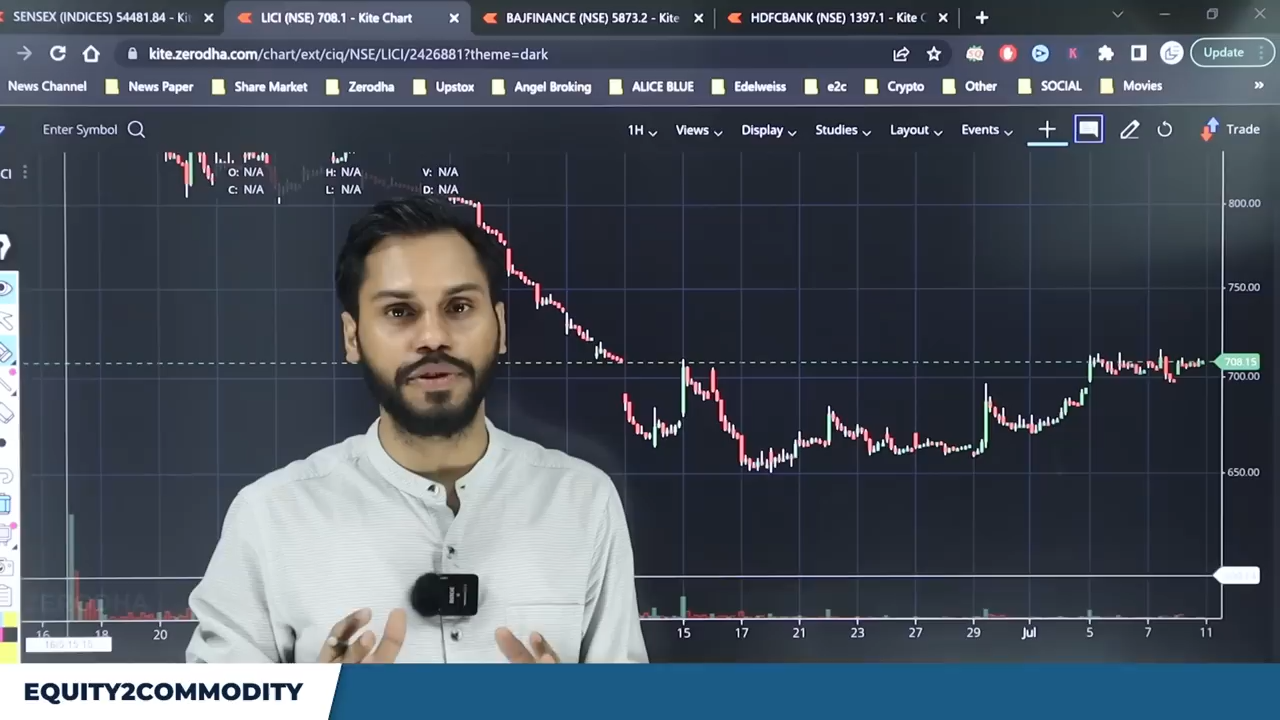 SENSEX (INDICES) 54481.84 - Ki
LICI (NSE) 708.1 - Kite Chart
BAJFINANCE (NSE) 5873.2 - Kite
HDFCBANK (NSE) 1397.1 - Kite C
kite.zerodha.com/chart/ext/ciq/NSE/LICI/2426881?theme=dark
Update
News Channel
News Paper
Share Market
Zerodha
Upstox
Angel Broking
ALICE BLUE
Edelweiss
e2c
Crypto
Other
SOCIAL
Movies
Enter Symbol
1H
Views
Display
Studies
Layout
Events
Trade
CI
O: N/A
H: N/A
V: N/A
C: N/A
L: N/A
D: N/A
800.00
750.00
708.15
700.00
650.00
ZERODHA
16
18
20
15
17
21
23
27
29
Jul
5
7
11
EQUITY2COMMODITY